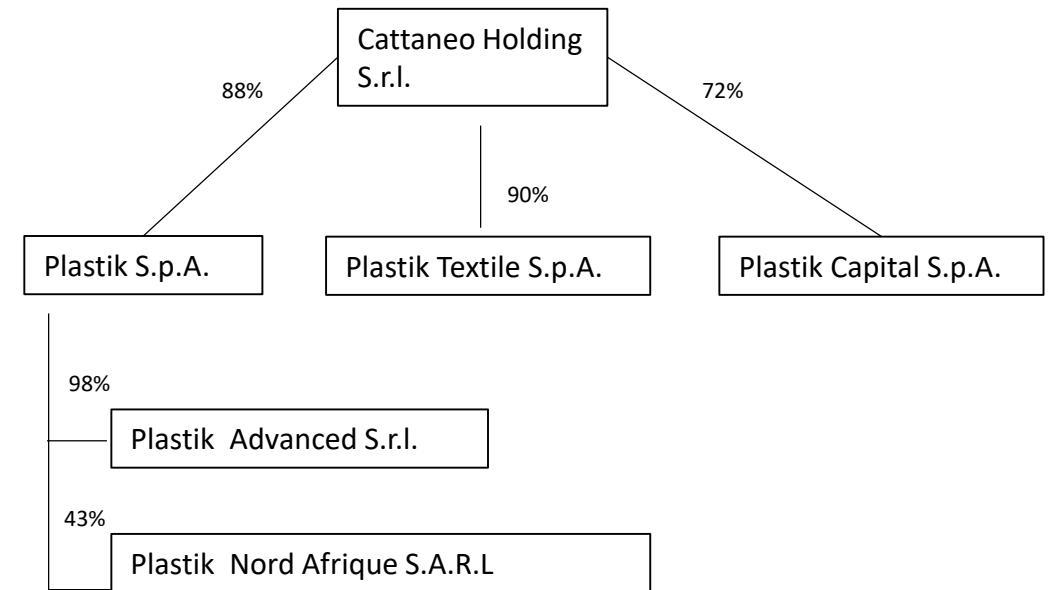 Cattaneo Holding
S.r.l.
88%
72%
90%
Plastik S.p.A.
Plastik Textile S.p.A.
Plastik Capital S.p.A.
98%
Plastik Advanced S.r.l.
43%
Plastik Nord Afrique S.A.R.L